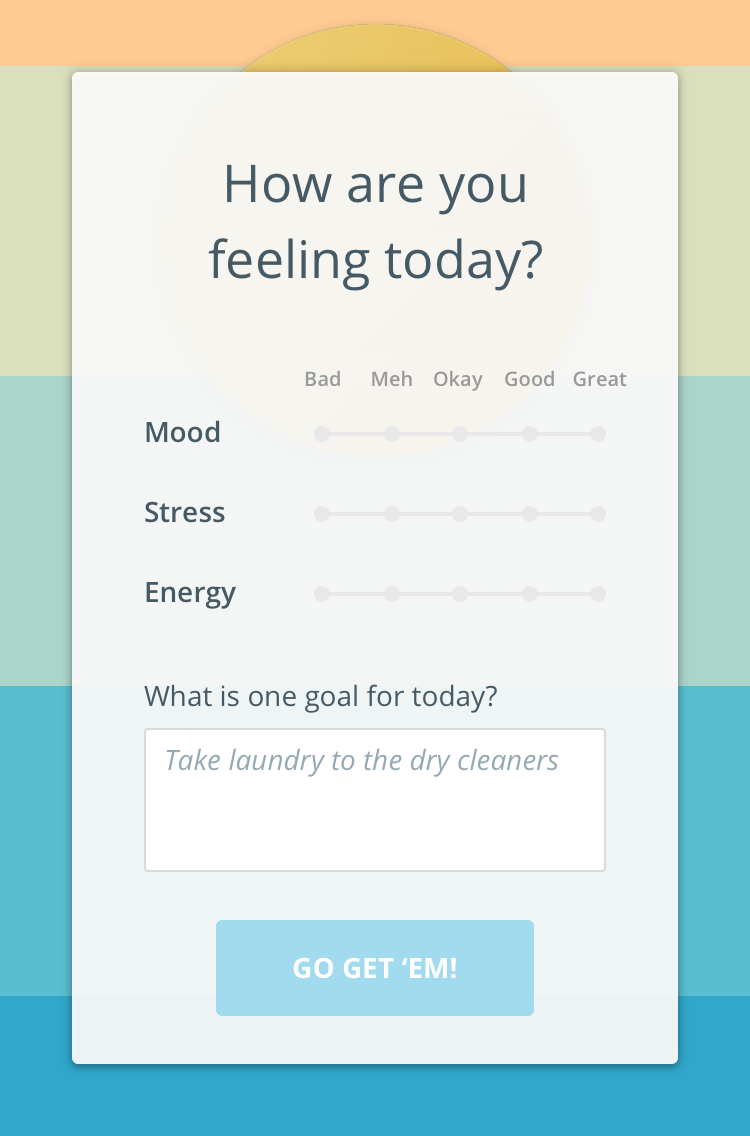 How are you
feeling today?
Bad Meh Okay Good Great
Mood
Stress
Energy
What is one goal for today?
Take laundry to the dry cleaners
GO GET ‘EM!